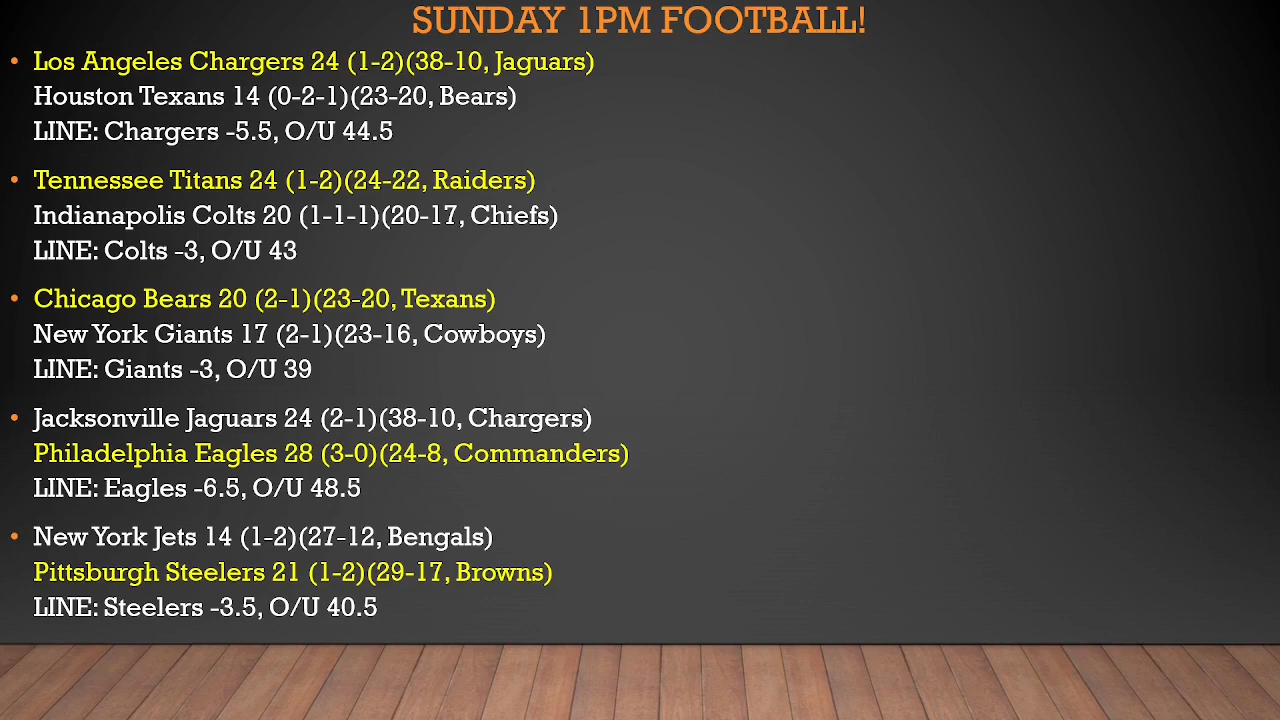 SUNDAY 1PM FOOTBALL!
• Los Angeles Chargers 24 (1-2)(38-10, Jaguars)
Houston Texans 14 (0-2-1)(23-20, Bears)
LINE: Chargers -5.5, O/U 44.5
• Tennessee Titans 24 (1-2)(24-22, Raiders)
Indianapolis Colts 20 (1-1-1)(20-17, Chiefs)
LINE: Colts -3, O/U 43
• Chicago Bears 20 (2-1)(23-20, Texans)
New York Giants 17 (2-1)(23-16, Cowboys)
LINE: Giants -3, O/U 39
• Jacksonville Jaguars 24 (2-1)(38-10, Chargers)
Philadelphia Eagles 28 (3-0)(24-8, Commanders)
LINE: Eagles -6.5, O/U 48.5
• New York Jets 14 (1-2)(27-12, Bengals)
Pittsburgh Steelers 21 (1-2)(29-17, Browns)
LINE: Steelers -3.5, O/U 40.5